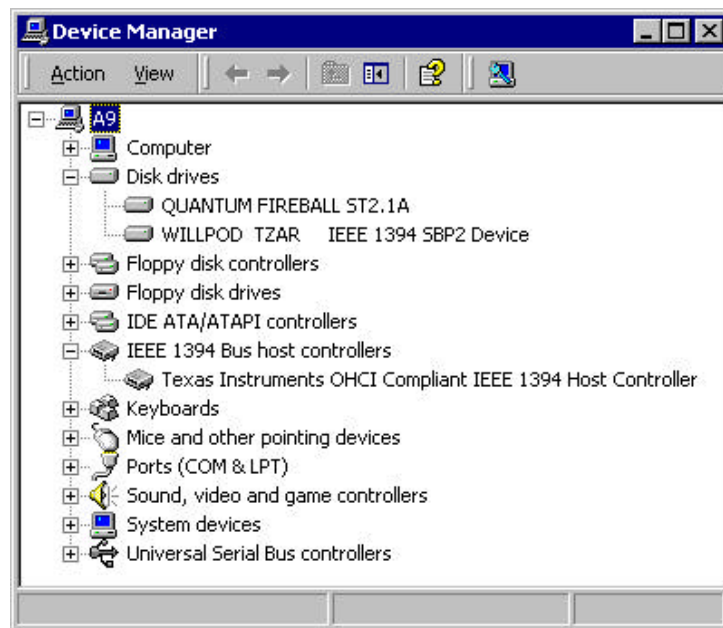 Device Manager
Action View
A9
Computer
Disk drives
QUANTUM FIREBALL ST2.1A
WILLPOD TZAR IEEE 1394 SBP2 Device
Floppy disk controllers
Floppy disk drives
IDE ATA/ATAPI controllers
IEEE 1394 Bus host controllers
Texas Instruments OHCI Compliant IEEE 1394 Host Controller
Keyboards
Mice and other pointing devices
Ports (COM & LPT)
Sound, video and game controllers
System devices
Universal Serial Bus controllers